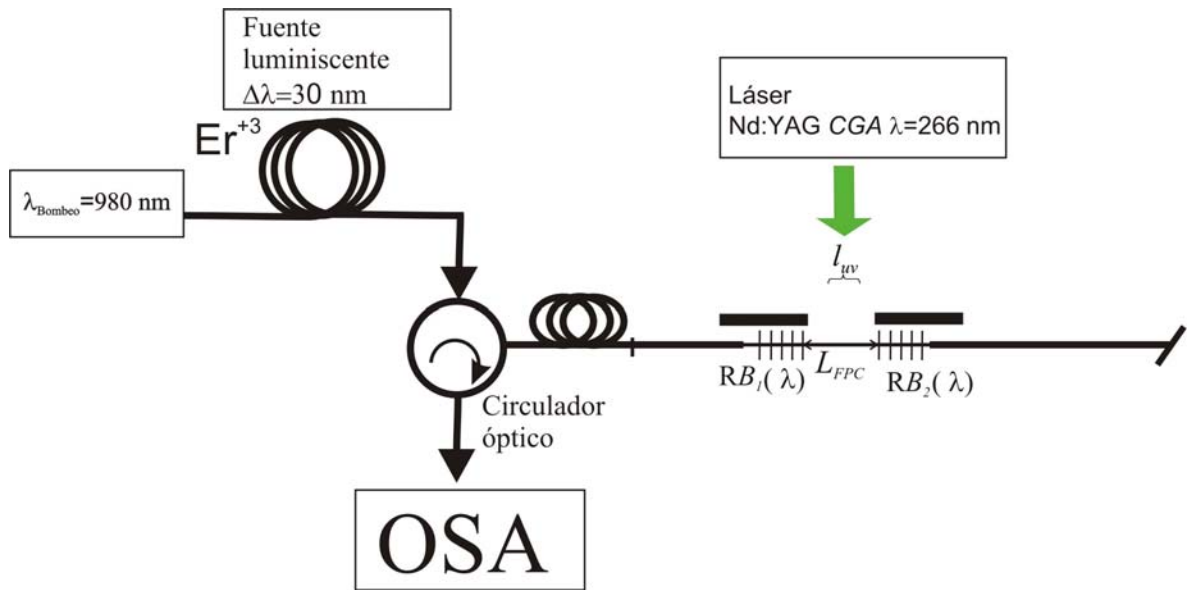 Fuente
luminiscente
Δλ=30 nm
Er⁺³
λBombeo=980 nm
Láser
Nd:YAG CGA λ=266 nm
luv
RB1( λ)
LFPC
RB2( λ)
Circulador
óptico
OSA